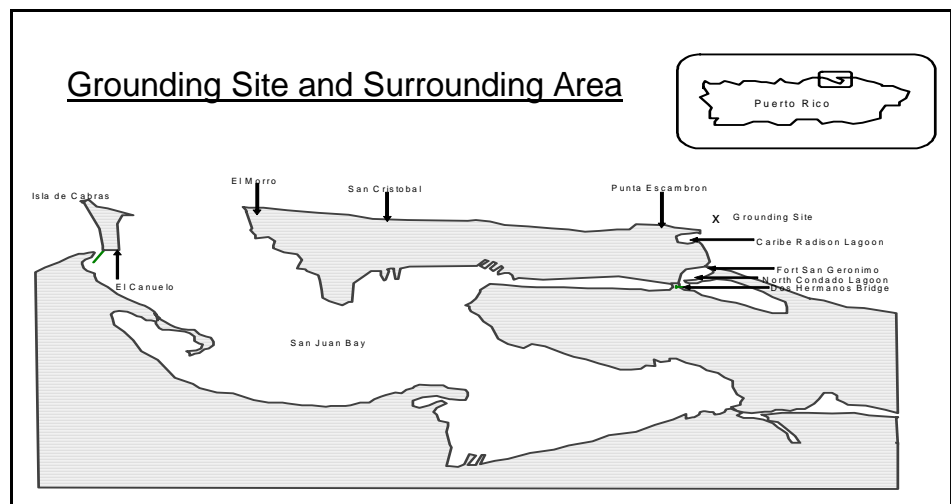 Grounding Site and Surrounding Area
Puerto Rico
Isla de Cabras
El Morro
San Cristobal
Punta Escambron
x Grounding Site
Caribe Radison Lagoon
El Canuelo
Fort San Geronimo
North Condado Lagoon
Dos Hermanos Bridge
San Juan Bay